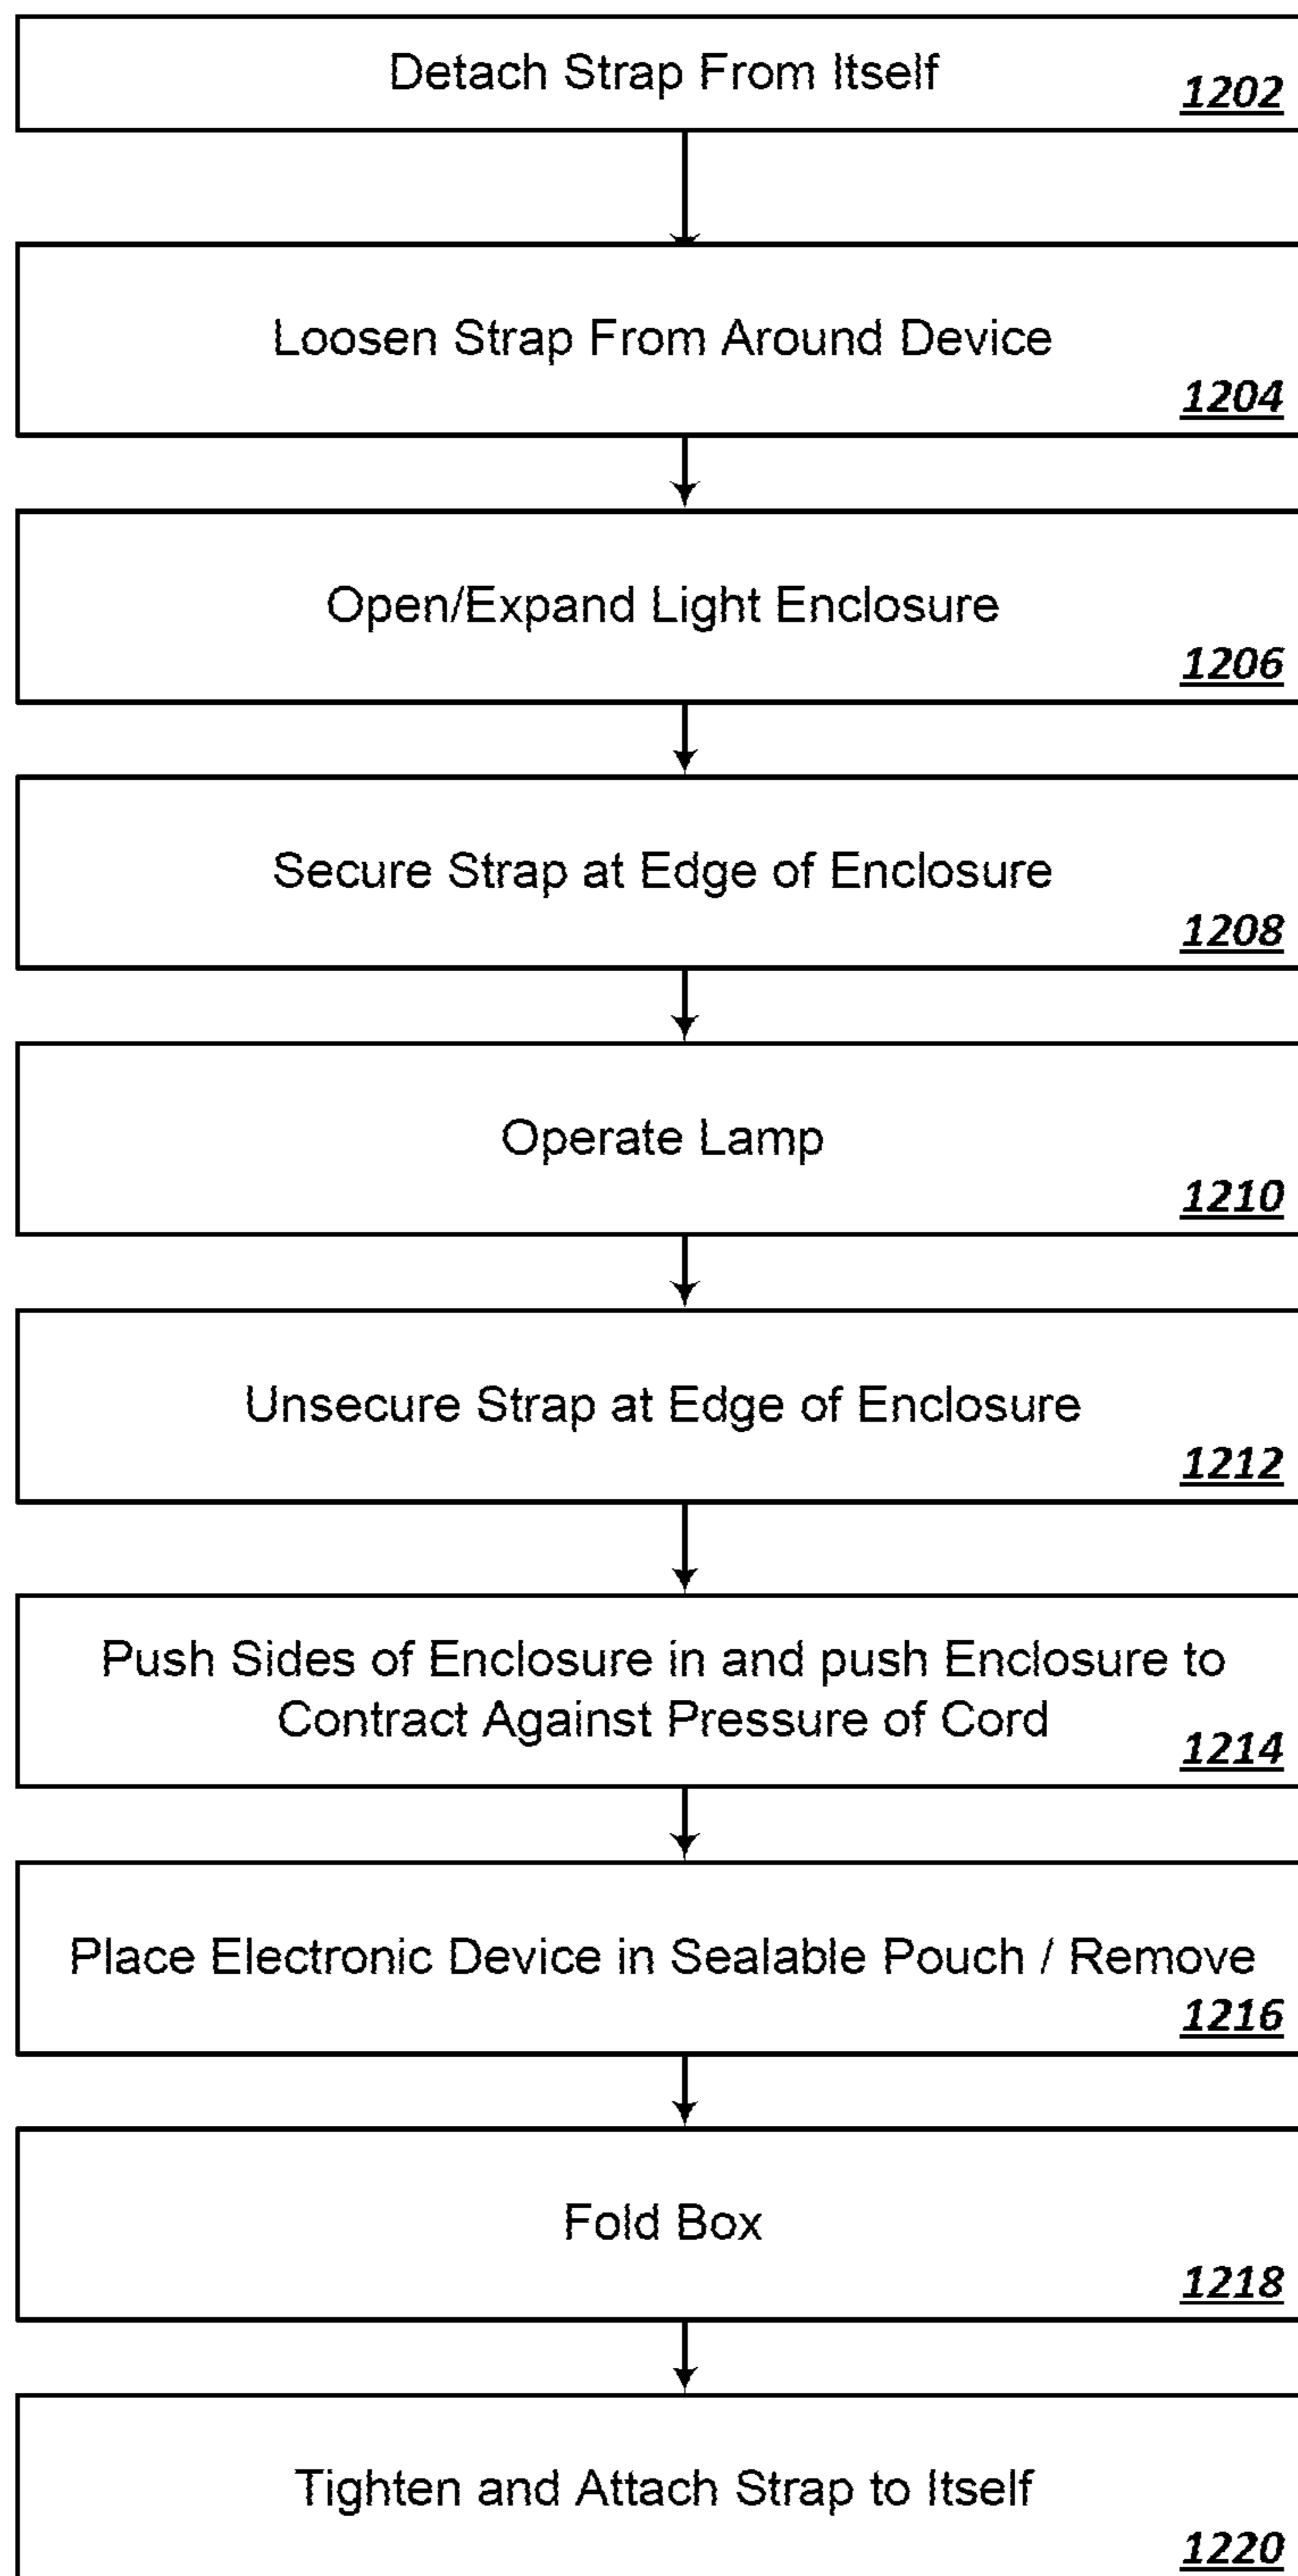 Detach Strap From Itself
1202
Loosen Strap From Around Device
1204
Open/Expand Light Enclosure
1206
Secure Strap at Edge of Enclosure
1208
Operate Lamp
1210
Unsecure Strap at Edge of Enclosure
1212
Push Sides of Enclosure in and push Enclosure to
Contract Against Pressure of Cord
1214
Place Electronic Device in Sealable Pouch / Remove
1216
Fold Box
1218
Tighten and Attach Strap to Itself
1220